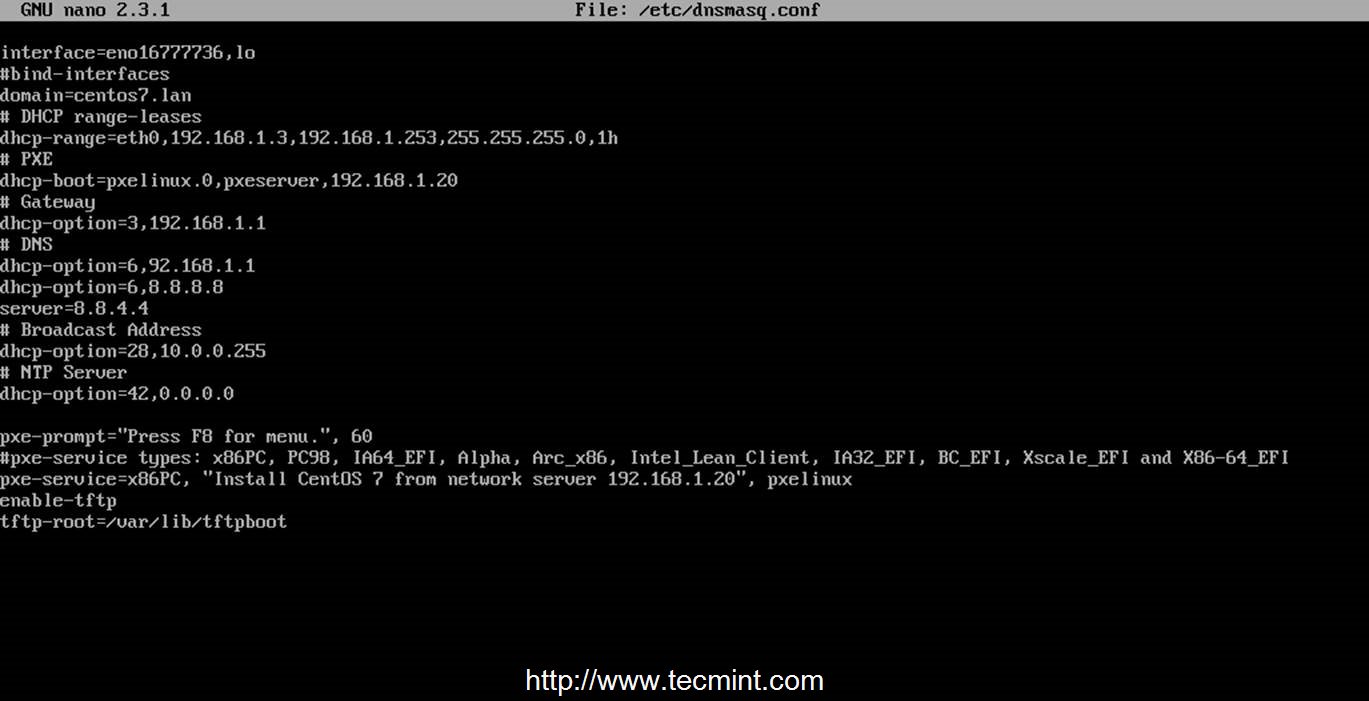 GNU nano 2.3.1 File: /etc/dnsmasq.conf
interface=eno16777736,lo
#bind-interfaces
domain=centos7.lan
# DHCP range-leases
dhcp-range=eth0,192.168.1.3,192.168.1.253,255.255.255.0,1h
# PXE
dhcp-boot=pxelinux.0,pxeserver,192.168.1.20
# Gateway
dhcp-option=3,192.168.1.1
# DNS
dhcp-option=6,92.168.1.1
dhcp-option=6,8.8.8.8
server=8.8.4.4
# Broadcast Address
dhcp-option=28,10.0.0.255
# NTP Server
dhcp-option=42,0.0.0.0
pxe-prompt="Press F8 for menu.", 60
#pxe-service types: x86PC, PC98, IA64_EFI, Alpha, Arc_x86, Intel_Lean_Client, IA32_EFI, BC_EFI, Xscale_EFI and X86-64_EFI
pxe-service=x86PC, "Install CentOS 7 from network server 192.168.1.20", pxelinux
enable-tftp
tftp-root=/var/lib/tftpboot
http://www.tecmint.com